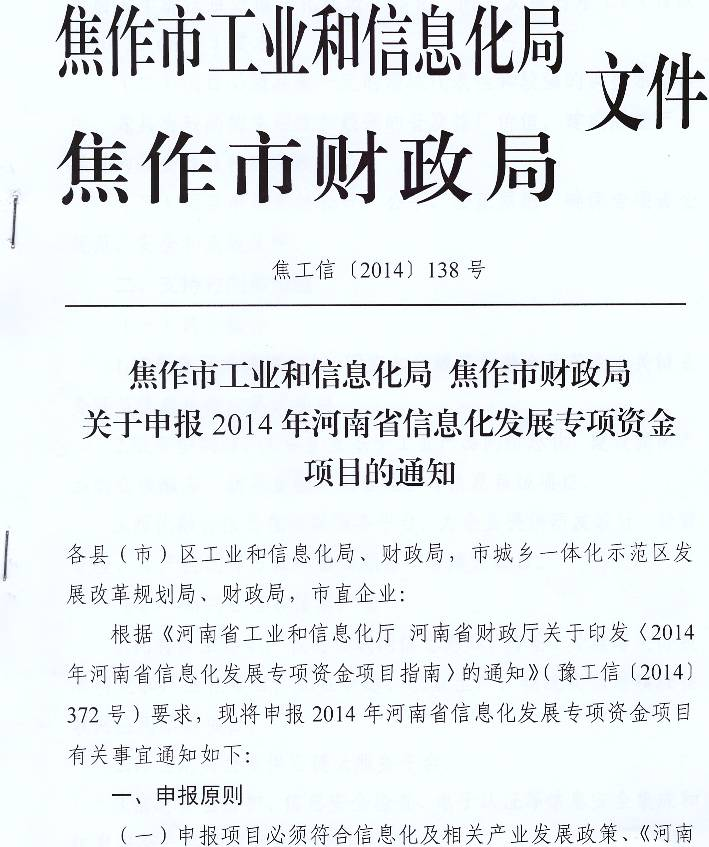 焦作市工业和信息化局
文件
焦作市财政局
焦工信〔2014〕138 号
焦作市工业和信息化局 焦作市财政局
关于申报 2014 年河南省信息化发展专项资金
项目的通知
各县（市）区工业和信息化局、财政局，市城乡一体化示范区发
展改革规划局、财政局，市直企业：
根据《河南省工业和信息化厅 河南省财政厅关于印发〈2014
年河南省信息化发展专项资金项目指南〉的通知》（豫工信〔2014〕
372 号）要求，现将申报 2014 年河南省信息化发展专项资金项目
有关事宜通知如下：
一、申报原则
（一）申报项目必须符合信息化及相关产业发展政策、《河南